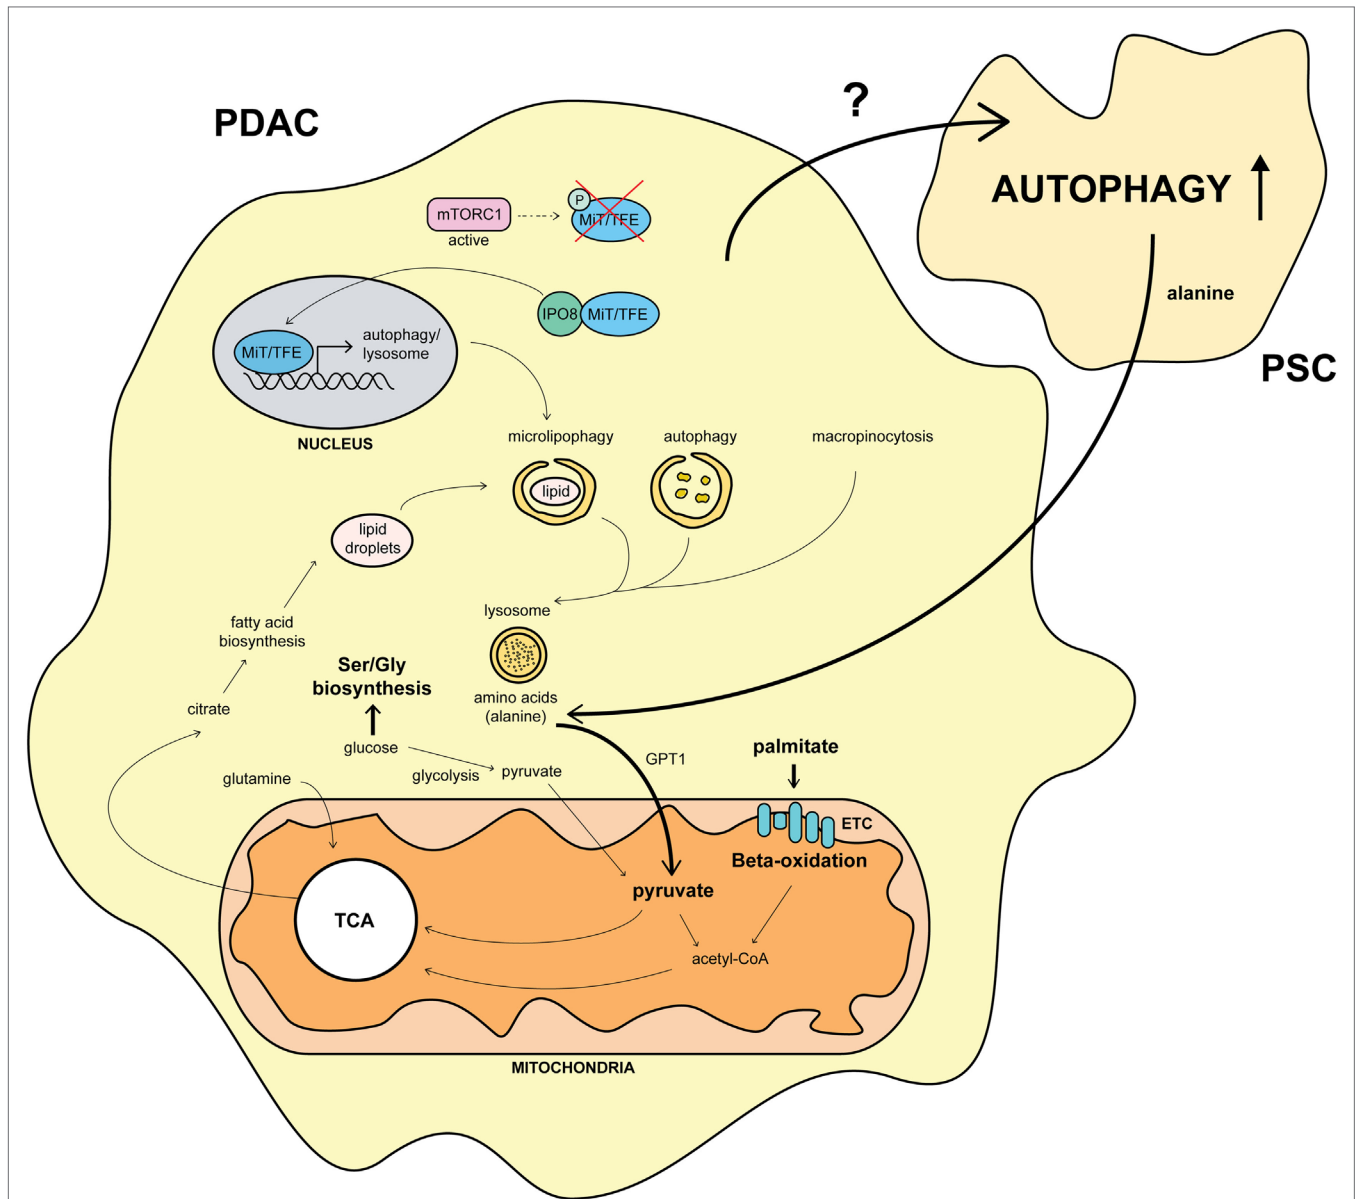 PDAC
?
AUTOPHAGY
alanine
PSC
mTORC1
active
P
MiT/TFE
IPO8
MiT/TFE
MiT/TFE
autophagy/
lysosome
NUCLEUS
microlipophagy
autophagy
macropinocytosis
lipid
lipid
droplets
lysosome
fatty acid
biosynthesis
Ser/Gly
biosynthesis
amino acids
(alanine)
citrate
glucose
glycolysis
pyruvate
GPT1
palmitate
glutamine
ETC
Beta-oxidation
pyruvate
TCA
acetyl-CoA
MITOCHONDRIA